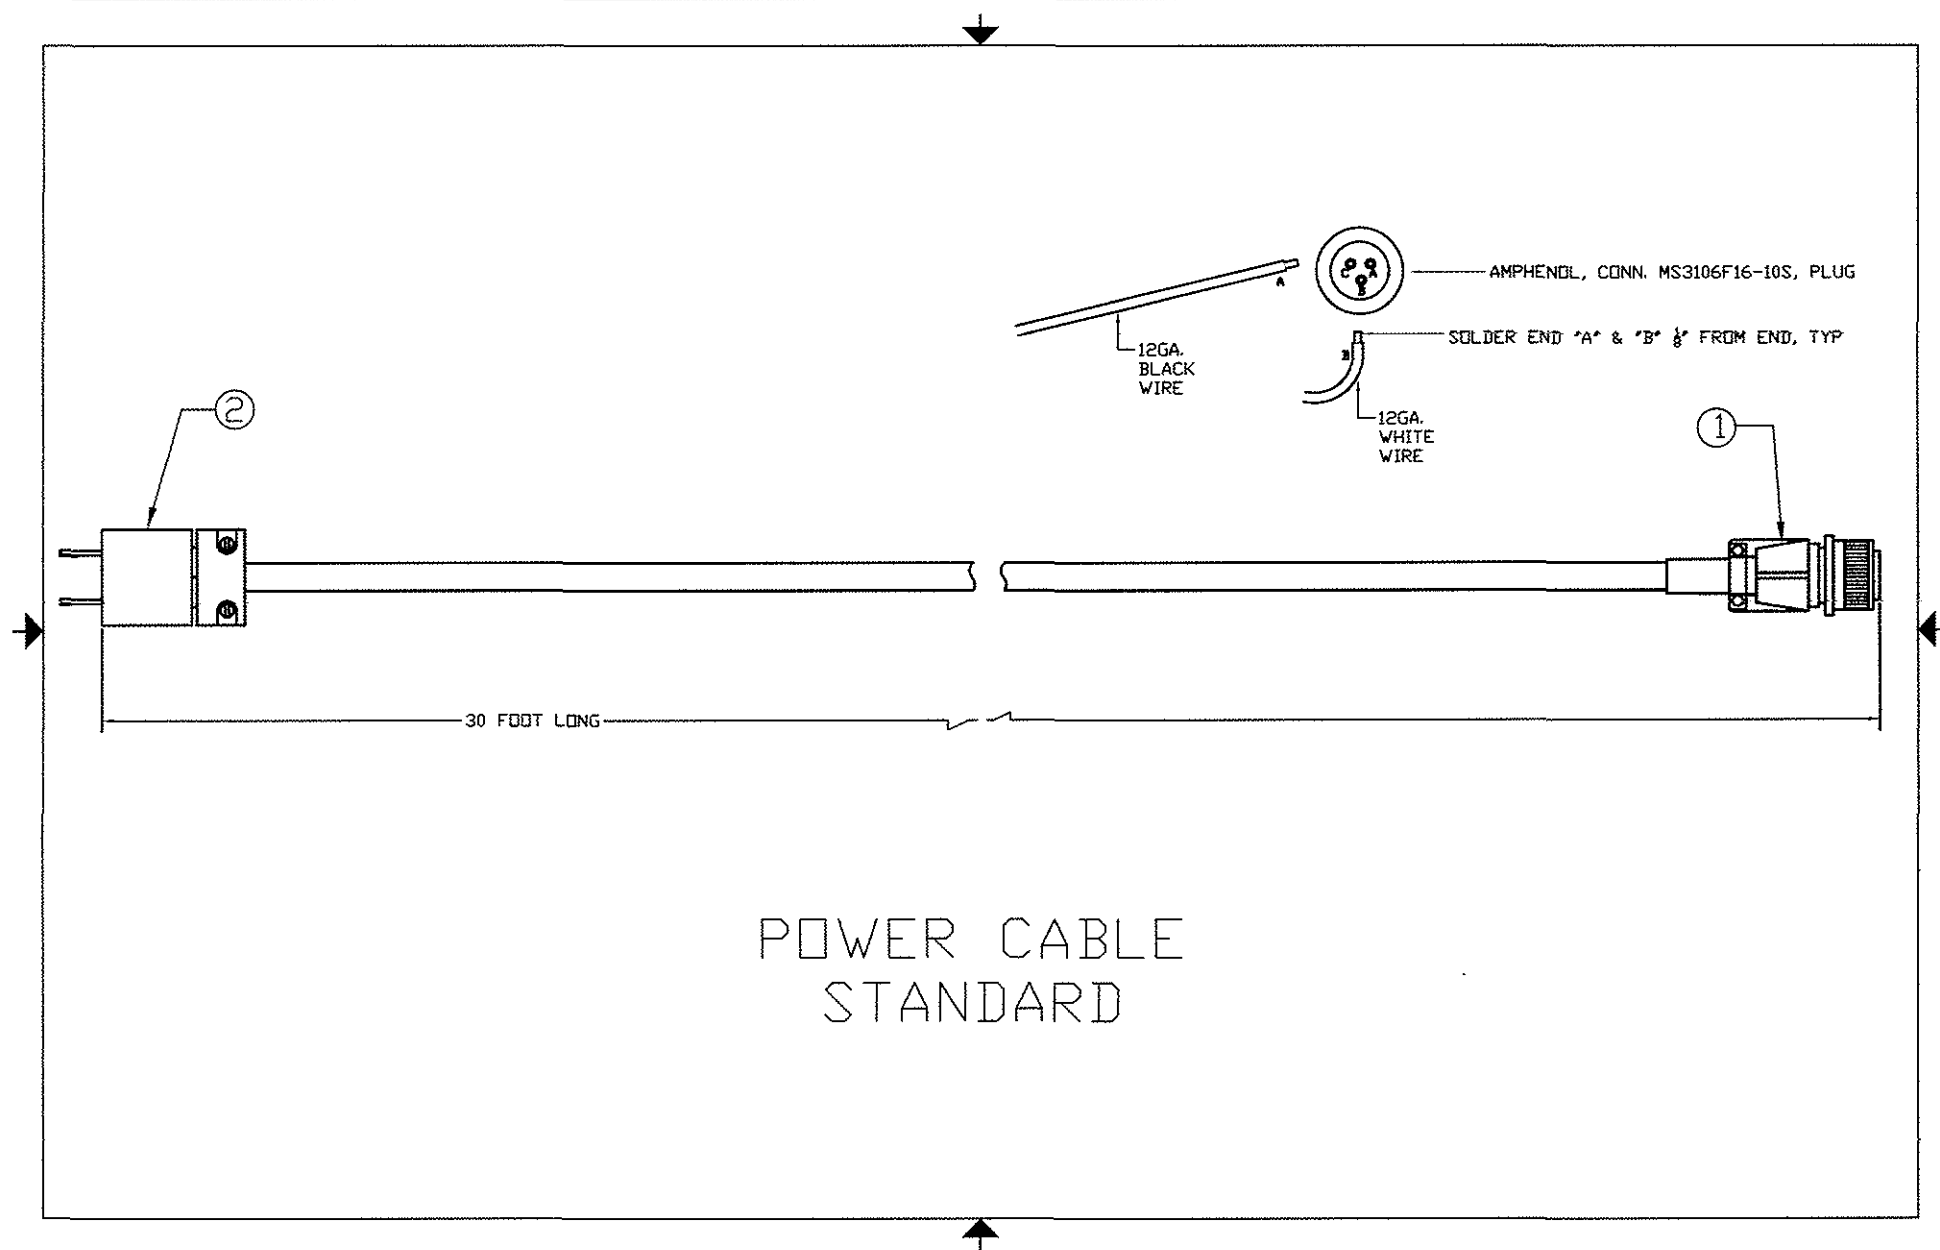 C A
B
AMPHENOL, CONN. MS3106F16-10S, PLUG
A
SOLDER END "A" & "B" ⅛" FROM END, TYP
12GA.
BLACK
WIRE
B
12GA.
WHITE
WIRE
2
1
30 FOOT LONG
POWER CABLE
STANDARD